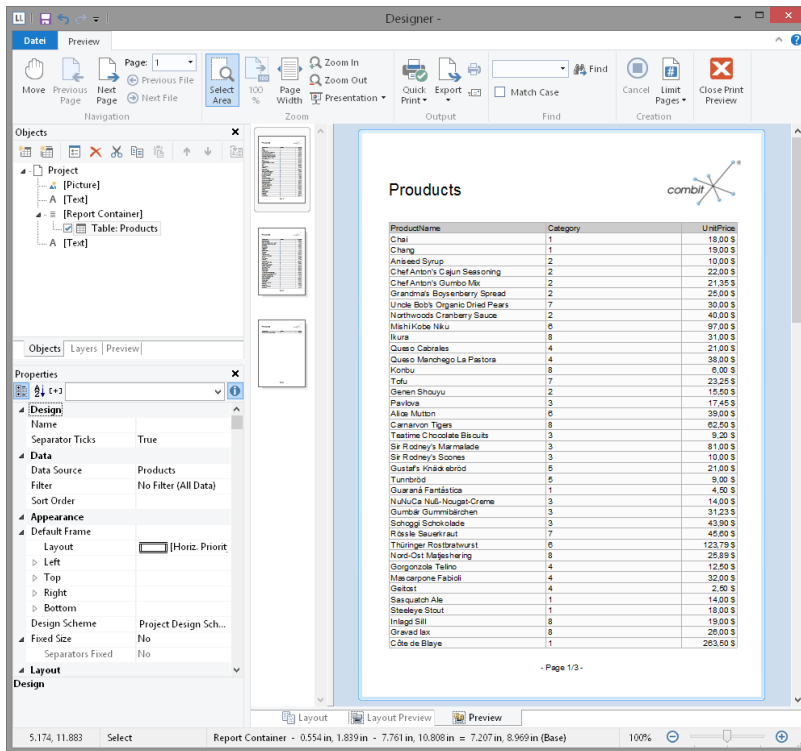 LL
Designer -
Datei Preview
Move
Previous Page
Next Page
Page: 1
Previous File
Next File
Navigation
Select Area
100 %
Page Width
Zoom In
Zoom Out
Presentation
Zoom
Quick Print
Export
Output
Find
Match Case
Find
Cancel
Limit Pages
Creation
Close Print Preview
Objects
Project
[Picture]
A [Text]
[Report Container]
Table: Products
A [Text]
Objects Layers Preview
Properties
Design
Name
Separator Ticks True
Data
Data Source Products
Filter No Filter (All Data)
Sort Order
Appearance
Default Frame
Layout [Horiz. Priorit
Left
Top
Right
Bottom
Design Scheme Project Design Sch...
Fixed Size No
Separators Fixed No
Layout
Design
Prouducts
combit
ProductName Category UnitPrice
Chai 1 18,00 $
Chang 1 19,00 $
Aniseed Syrup 2 10,00 $
Chef Anton's Cajun Seasoning 2 22,00 $
Chef Anton's Gumbo Mix 2 21,35 $
Grandma's Boysenberry Spread 2 25,00 $
Uncle Bob's Organic Dried Pears 7 30,00 $
Northwoods Cranberry Sauce 2 40,00 $
Mishi Kobe Niku 6 97,00 $
Ikura 8 31,00 $
Queso Cabrales 4 21,00 $
Queso Manchego La Pastora 4 38,00 $
Konbu 8 6,00 $
Tofu 7 23,25 $
Genen Shouyu 2 15,50 $
Pavlova 3 17,45 $
Alice Mutton 6 39,00 $
Carnarvon Tigers 8 62,50 $
Teatime Chocolate Biscuits 3 9,20 $
Sir Rodney's Marmalade 3 81,00 $
Sir Rodney's Scones 3 10,00 $
Gustaf's Knäckebröd 5 21,00 $
Tunnbröd 5 9,00 $
Guaraná Fantástica 1 4,50 $
NuNuCa Nuß-Nougat-Creme 3 14,00 $
Gumbär Gummibärchen 3 31,23 $
Schoggi Schokolade 3 43,90 $
Rössle Sauerkraut 7 45,60 $
Thüringer Rostbratwurst 6 123,79 $
Nord-Ost Matjeshering 8 25,89 $
Gorgonzola Telino 4 12,50 $
Mascarpone Fabioli 4 32,00 $
Geitost 4 2,50 $
Sasquatch Ale 1 14,00 $
Steeleye Stout 1 18,00 $
Inlagd Sill 8 19,00 $
Gravad lax 8 26,00 $
Côte de Blaye 1 263,50 $
- Page 1/3 -
Layout Layout Preview Preview
5.174, 11.883 Select Report Container - 0.554 in, 1.839 in - 7.761 in, 10.808 in = 7.207 in, 8.969 in (Base) 100%